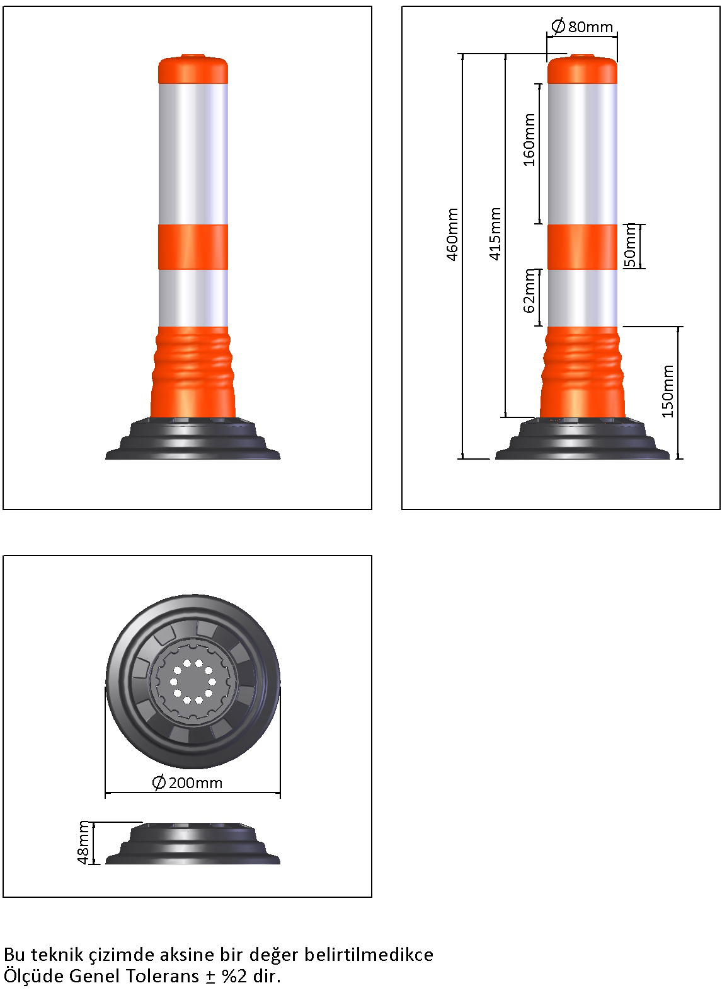 Ø80mm
160mm
460mm
415mm
50mm
62mm
150mm
Ø200mm
48mm
Bu teknik çizimde aksine bir değer belirtilmedikce
Ölçüde Genel Tolerans ± %2 dir.